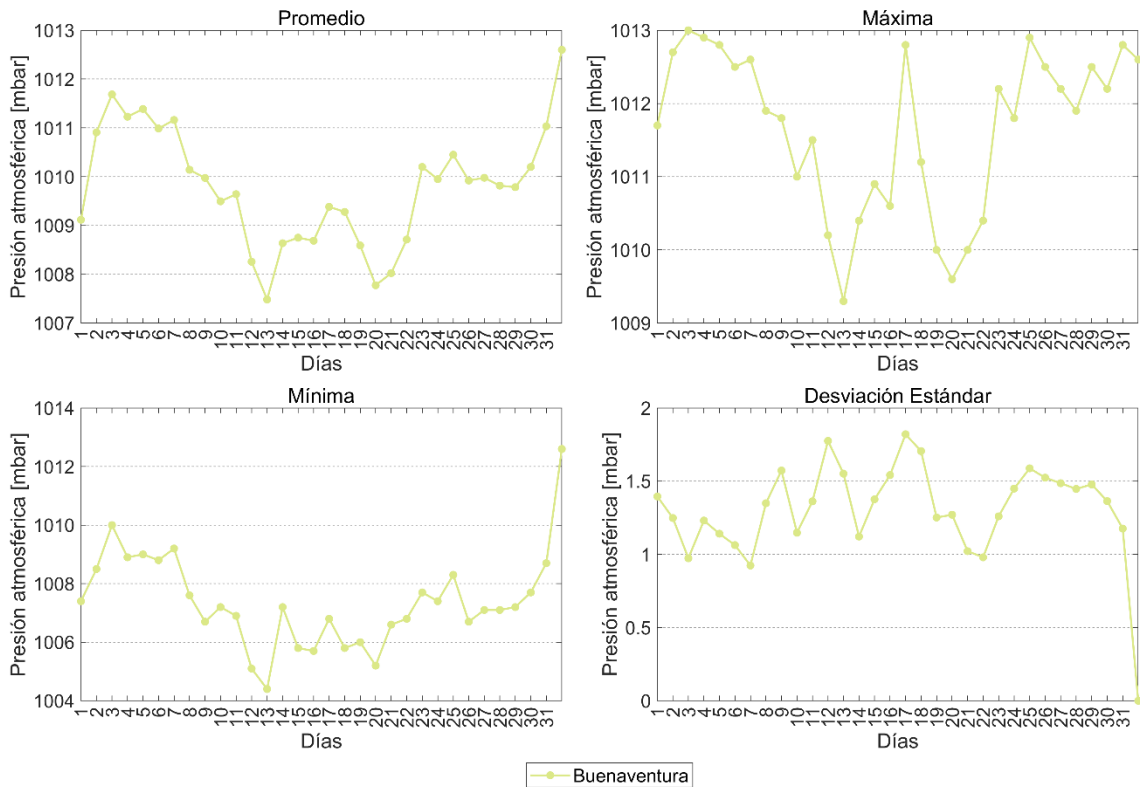 Promedio
Presión atmosférica [mbar]
1013
1012
1011
1010
1009
1008
1007
1 2 3 4 5 6 7 8 9 10 11 12 13 14 15 16 17 18 19 20 21 22 23 24 25 26 27 28 29 30 31
Días
Máxima
Presión atmosférica [mbar]
1013
1012
1011
1010
1009
1 2 3 4 5 6 7 8 9 10 11 12 13 14 15 16 17 18 19 20 21 22 23 24 25 26 27 28 29 30 31
Días
Mínima
Presión atmosférica [mbar]
1014
1012
1010
1008
1006
1004
1 2 3 4 5 6 7 8 9 10 11 12 13 14 15 16 17 18 19 20 21 22 23 24 25 26 27 28 29 30 31
Días
Desviación Estándar
Presión atmosférica [mbar]
2
1.5
1
0.5
0
1 2 3 4 5 6 7 8 9 10 11 12 13 14 15 16 17 18 19 20 21 22 23 24 25 26 27 28 29 30 31
Días
Buenaventura